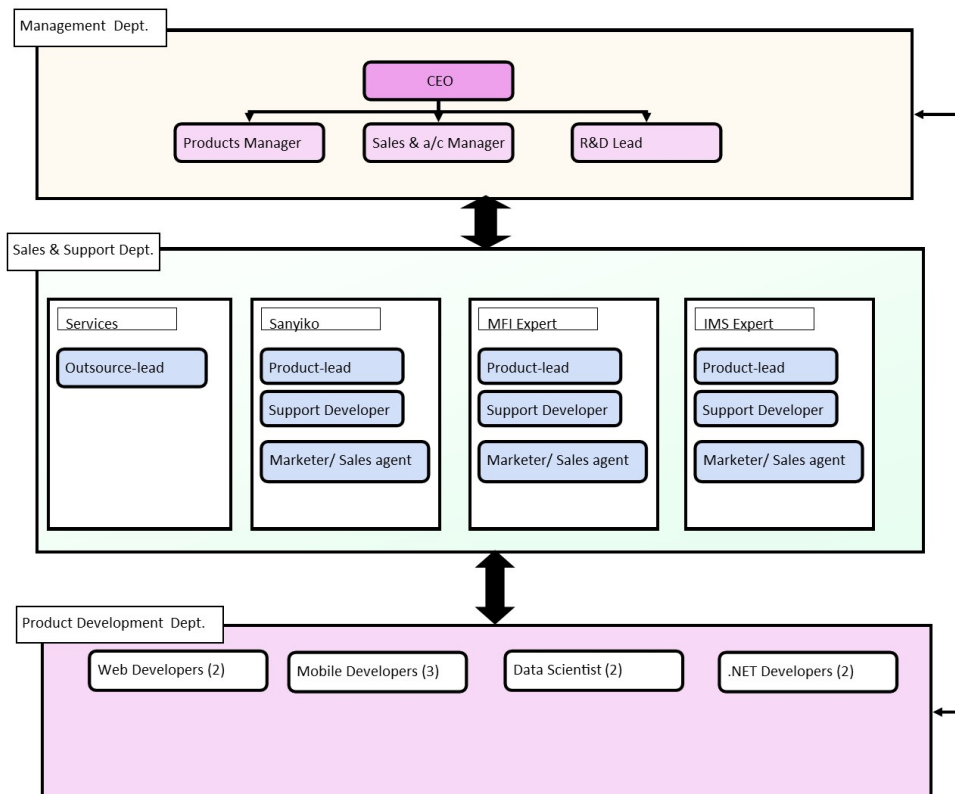 Management  Dept.
CEO
Products Manager
Sales & a/c Manager
R&D Lead
Sales & Support Dept.
Services
Outsource-lead
Sanyiko
Product-lead
Support Developer
Marketer/ Sales agent
MFI Expert
Product-lead
Support Developer
Marketer/ Sales agent
IMS Expert
Product-lead
Support Developer
Marketer/ Sales agent
Product Development  Dept.
Web Developers (2)
Mobile Developers (3)
Data Scientist (2)
.NET Developers (2)